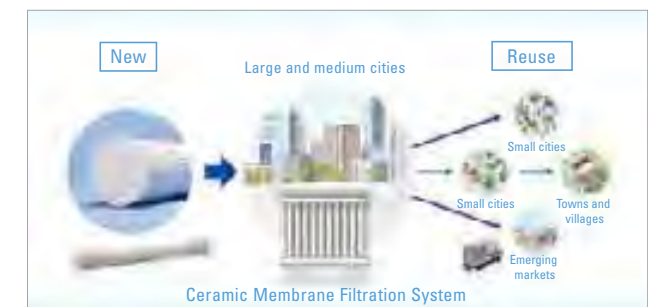 New
Large and medium cities
Reuse
Small cities
Small cities
Towns and
villages
Emerging
markets
Ceramic Membrane Filtration System